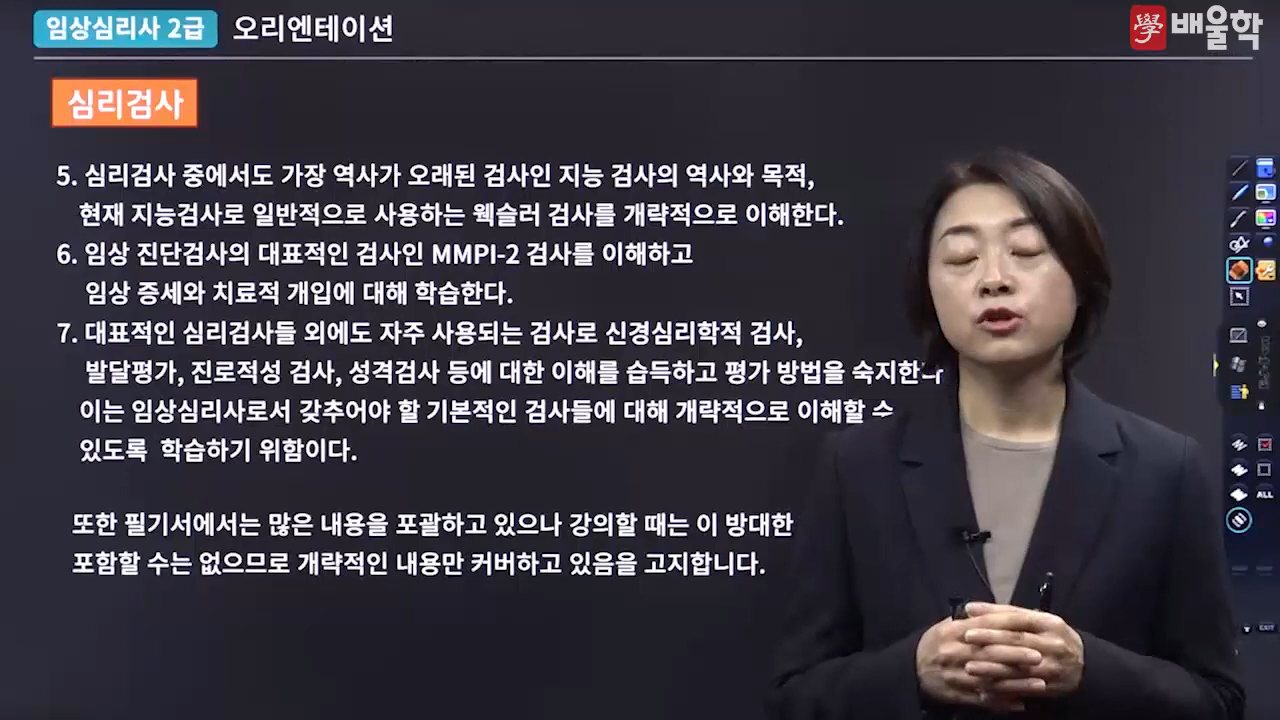 임상심리사 2급 오리엔테이션
學 배울학
심리검사
5. 심리검사 중에서도 가장 역사가 오래된 검사인 지능 검사의 역사와 목적,
현재 지능검사로 일반적으로 사용하는 웩슬러 검사를 개략적으로 이해한다.
6. 임상 진단검사의 대표적인 검사인 MMPI-2 검사를 이해하고
임상 증세와 치료적 개입에 대해 학습한다.
7. 대표적인 심리검사들 외에도 자주 사용되는 검사로 신경심리학적 검사,
발달평가, 진로적성 검사, 성격검사 등에 대한 이해를 습득하고 평가 방법을
이는 임상심리사로서 갖추어야 할 기본적인 검사들에 대해 개략적으로 이해할 수
있도록 학습하기 위함이다.
또한 필기서에서는 많은 내용을 포괄하고 있으나 강의할 때는 이 방대한
포함할 수는 없으므로 개략적인 내용만 커버하고 있음을 고지합니다.
ALL
EXIT